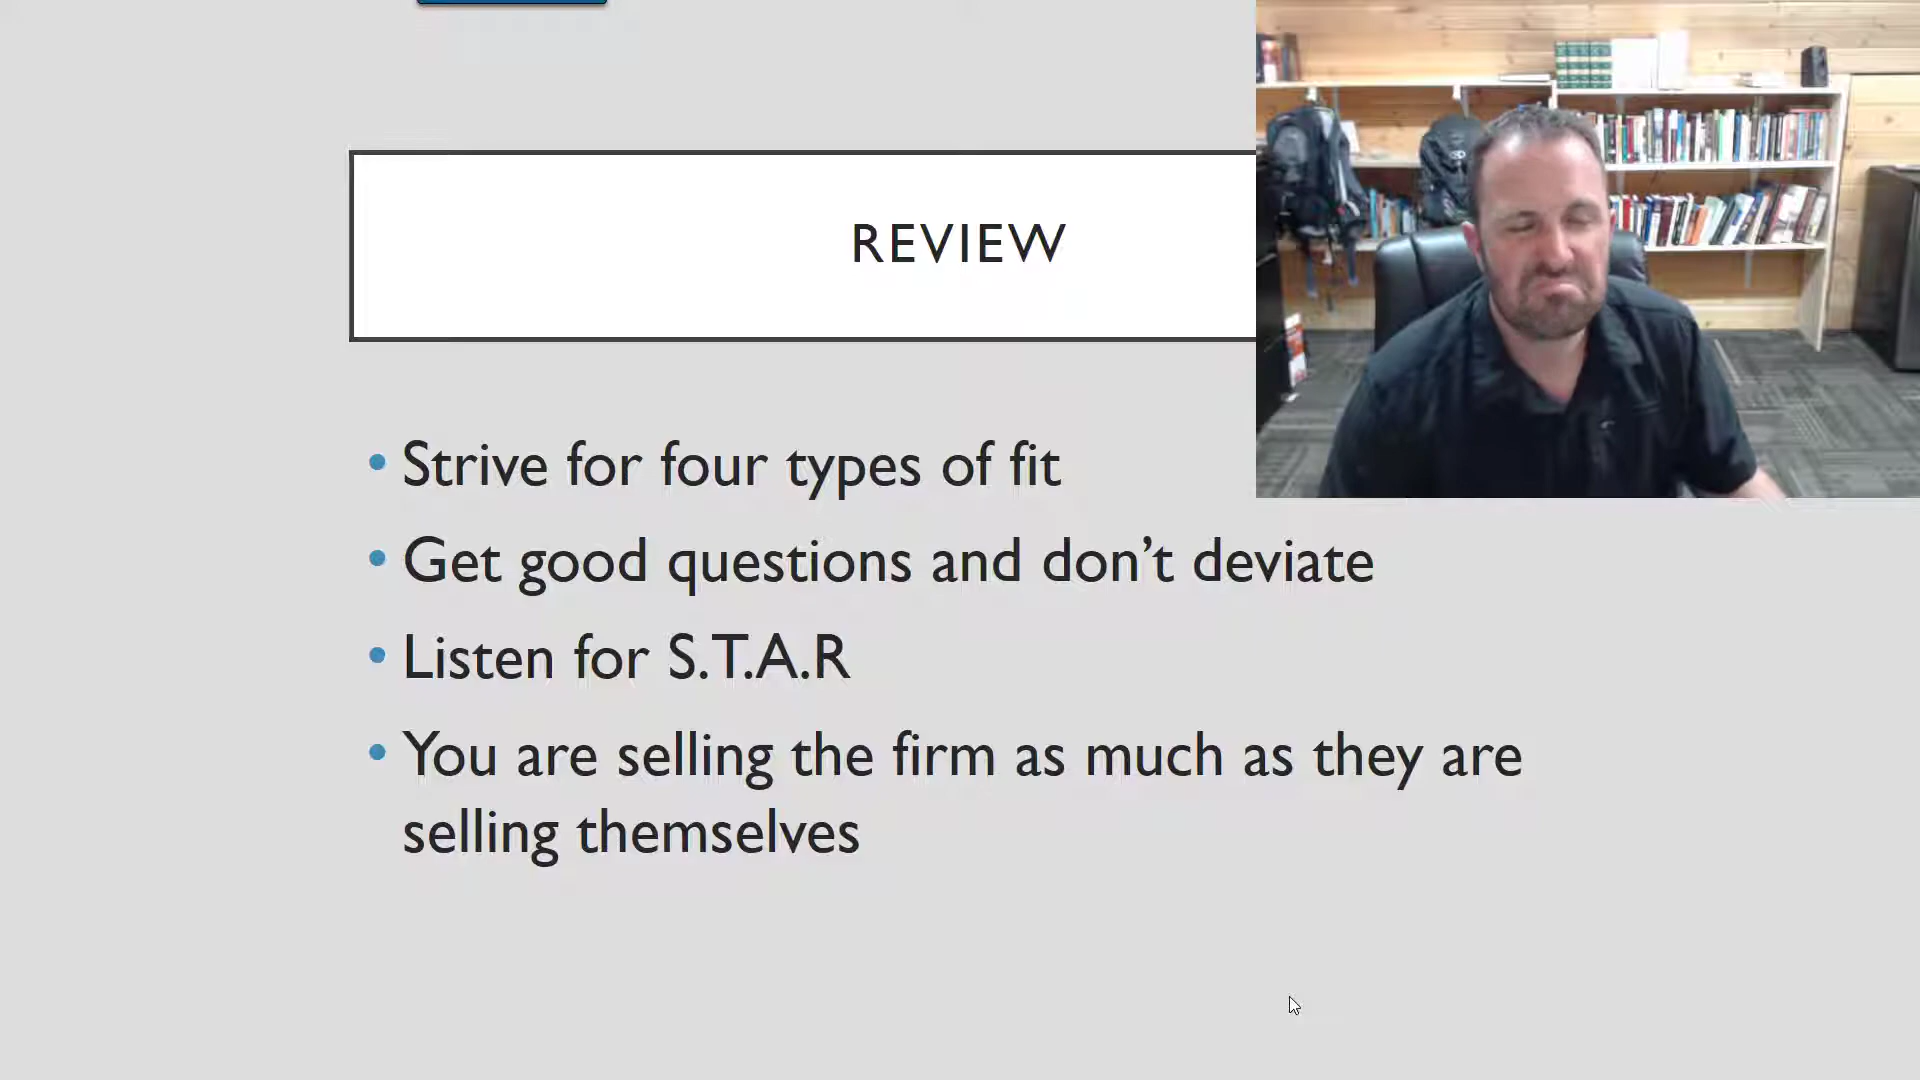 REVIEW
• Strive for four types of fit
• Get good questions and don’t deviate
• Listen for S.T.A.R
• You are selling the firm as much as they are
selling themselves